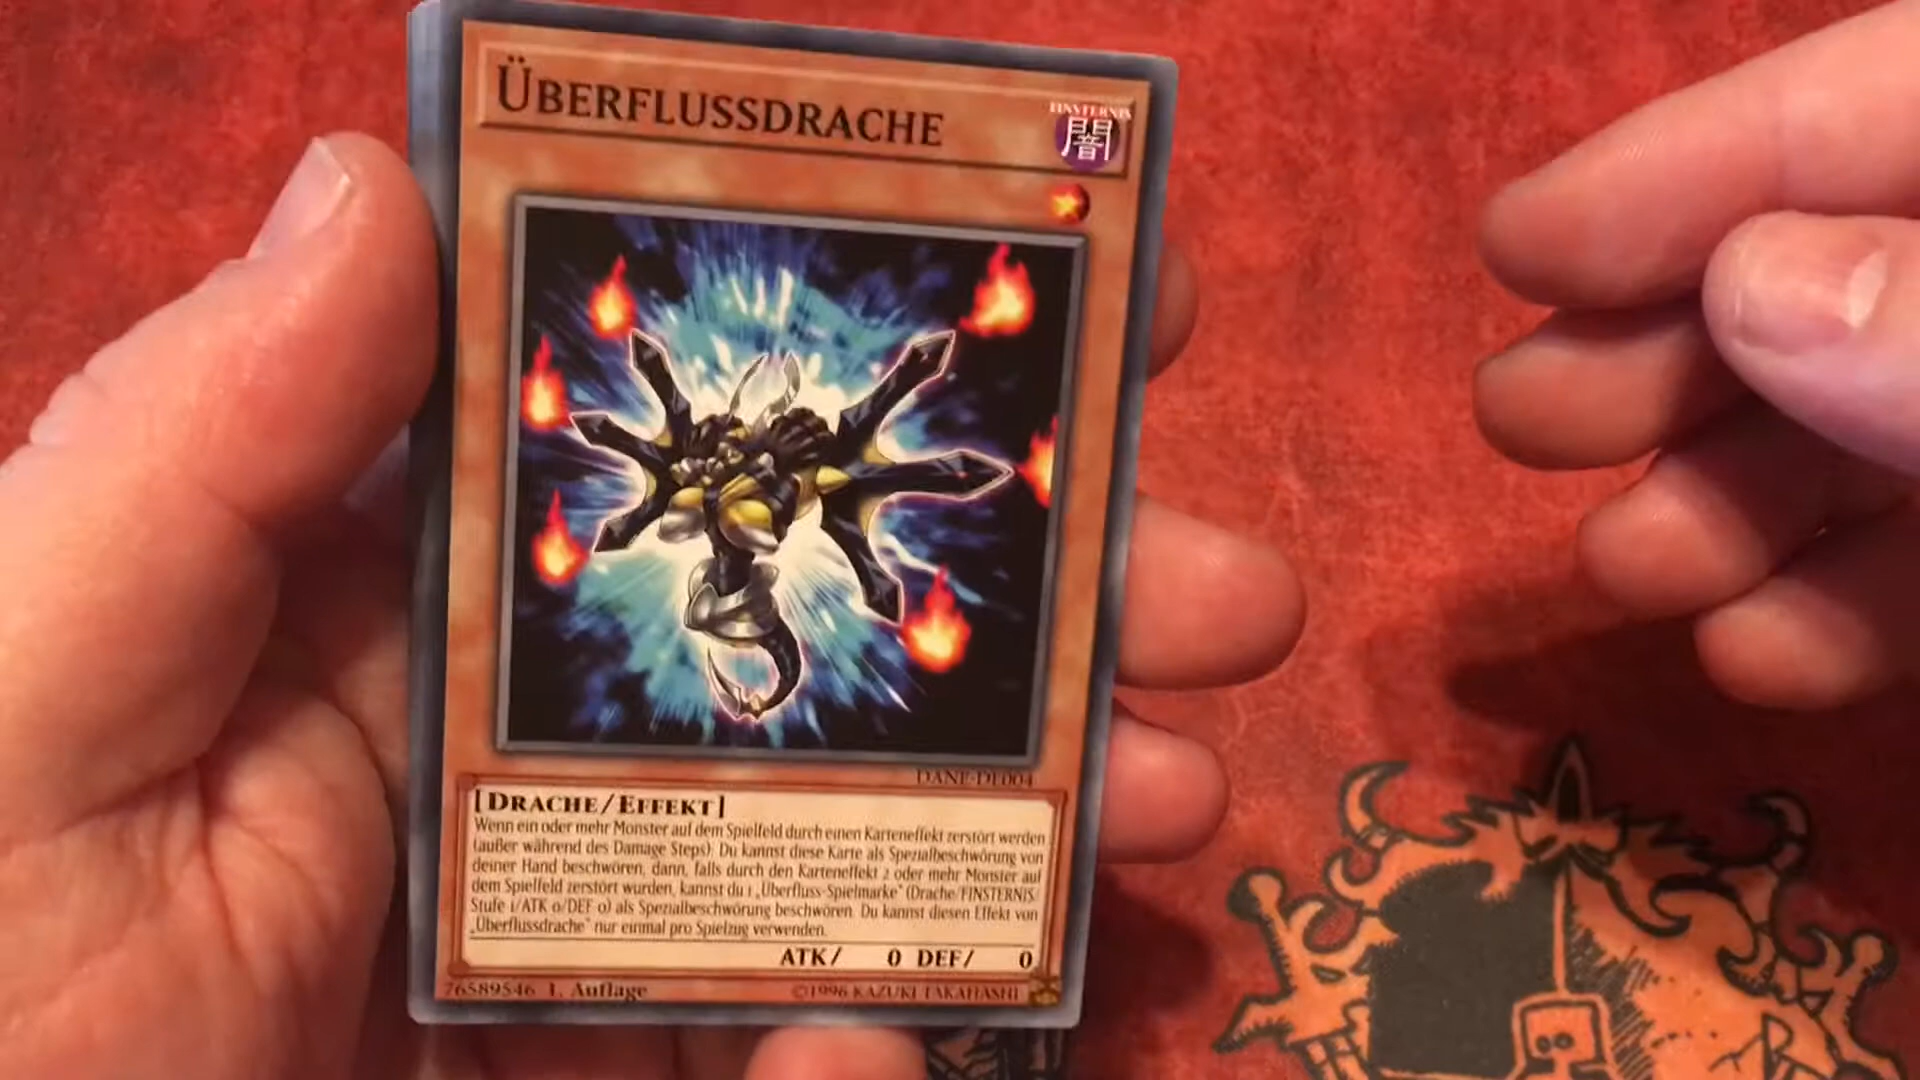 ÜBERFLUSSDRACHE
FINSTERNIS
闇
DANE-DE004
[DRACHE/EFFEKT]
Wenn ein oder mehr Monster auf dem Spielfeld durch einen Karteneffekt zerstört werden
(außer während des Damage Steps): Du kannst diese Karte als Spezialbeschwörung von
deiner Hand beschwören, dann, falls durch den Karteneffekt 2 oder mehr Monster auf
dem Spielfeld zerstört wurden, kannst du 1 „Überfluss-Spielmarke“ (Drache/FINSTERNIS/
Stufe 1/ATK 0/DEF 0) als Spezialbeschwörung beschwören. Du kannst diesen Effekt von
„Überflussdrache“ nur einmal pro Spielzug verwenden.
ATK/ 0 DEF/ 0
76589546 1. Auflage ©1996 KAZUKI TAKAHASHI